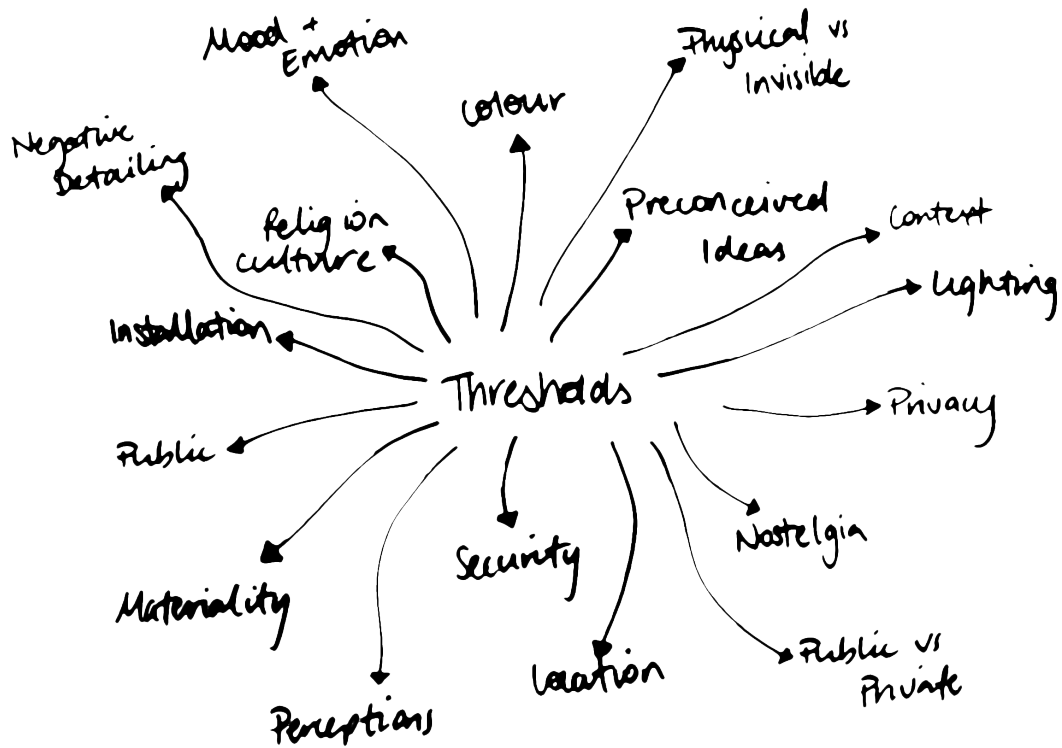 Mood +
Emotion
Physical vs
Invisible
Colour
Negative
Detailing
Religion
culture
Preconceived
Ideas
Context
Lighting
Installation
Thresholds
Privacy
Public
Security
Nostelgia
Materiality
Location
Public vs
Private
Perceptions